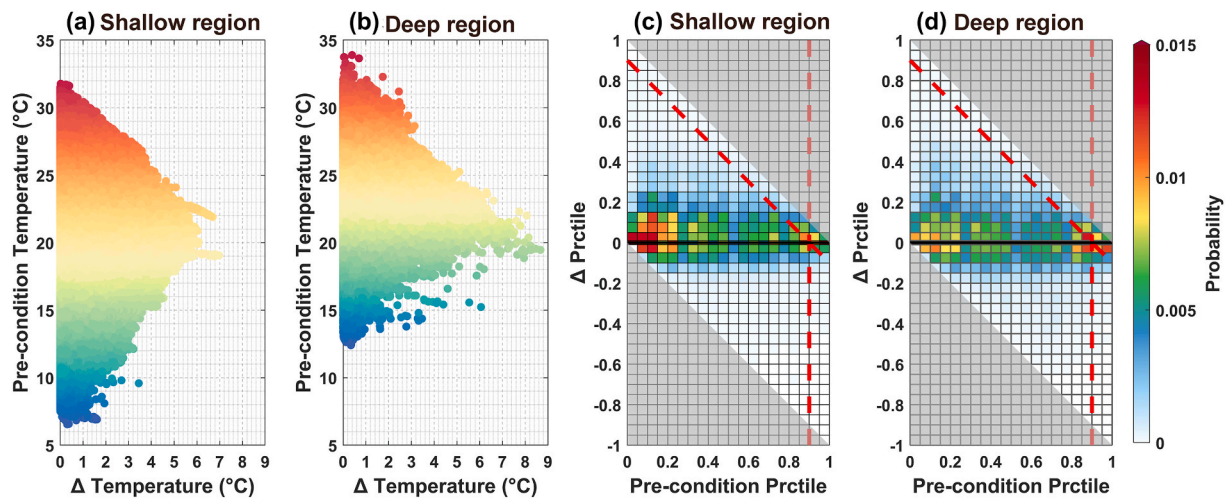 (a) Shallow region
35
30
25
20
15
10
5
0 1 2 3 4 5 6 7 8 9
Pre-condition Temperature (°C)
Δ Temperature (°C)
(b) Deep region
35
30
25
20
15
10
5
0 1 2 3 4 5 6 7 8 9
Pre-condition Temperature (°C)
Δ Temperature (°C)
(c) Shallow region
1
0.8
0.6
0.4
0.2
0
-0.2
-0.4
-0.6
-0.8
-1
0 0.2 0.4 0.6 0.8 1
Δ Prctile
Pre-condition Prctile
(d) Deep region
1
0.8
0.6
0.4
0.2
0
-0.2
-0.4
-0.6
-0.8
-1
0 0.2 0.4 0.6 0.8 1
Δ Prctile
Pre-condition Prctile
0.015
0.01
0.005
0
Probability